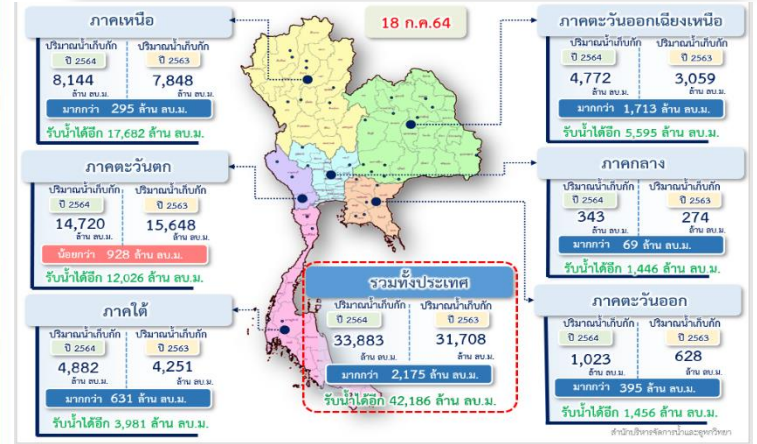 18 ก.ค.64
ภาคเหนือ
ปริมาณน้ำเก็บกัก ปริมาณน้ำเก็บกัก
ปี 2564 ปี 2563
8,144 7,848
ล้าน ลบ.ม. ล้าน ลบ.ม.
มากกว่า 295 ล้าน ลบ.ม.
รับน้ำได้อีก 17,682 ล้าน ลบ.ม.
ภาคตะวันตก
ปริมาณน้ำเก็บกัก ปริมาณน้ำเก็บกัก
ปี 2564 ปี 2563
14,720 15,648
ล้าน ลบ.ม. ล้าน ลบ.ม.
น้อยกว่า 928 ล้าน ลบ.ม.
รับน้ำได้อีก 12,026 ล้าน ลบ.ม.
ภาคใต้
ปริมาณน้ำเก็บกัก ปริมาณน้ำเก็บกัก
ปี 2564 ปี 2563
4,882 4,251
ล้าน ลบ.ม. ล้าน ลบ.ม.
มากกว่า 631 ล้าน ลบ.ม.
รับน้ำได้อีก 3,981 ล้าน ลบ.ม.
รวมทั้งประเทศ
ปริมาณน้ำเก็บกัก ปริมาณน้ำเก็บกัก
ปี 2564 ปี 2563
33,883 31,708
ล้าน ลบ.ม. ล้าน ลบ.ม.
มากกว่า 2,175 ล้าน ลบ.ม.
รับน้ำได้อีก 42,186 ล้าน ลบ.ม.
ภาคตะวันออกเฉียงเหนือ
ปริมาณน้ำเก็บกัก ปริมาณน้ำเก็บกัก
ปี 2564 ปี 2563
4,772 3,059
ล้าน ลบ.ม. ล้าน ลบ.ม.
มากกว่า 1,713 ล้าน ลบ.ม.
รับน้ำได้อีก 5,595 ล้าน ลบ.ม.
ภาคกลาง
ปริมาณน้ำเก็บกัก ปริมาณน้ำเก็บกัก
ปี 2564 ปี 2563
343 274
ล้าน ลบ.ม. ล้าน ลบ.ม.
มากกว่า 69 ล้าน ลบ.ม.
รับน้ำได้อีก 1,446 ล้าน ลบ.ม.
ภาคตะวันออก
ปริมาณน้ำเก็บกัก ปริมาณน้ำเก็บกัก
ปี 2564 ปี 2563
1,023 628
ล้าน ลบ.ม. ล้าน ลบ.ม.
มากกว่า 395 ล้าน ลบ.ม.
รับน้ำได้อีก 1,456 ล้าน ลบ.ม.
สำนักบริหารจัดการน้ำและอุทกวิทยา